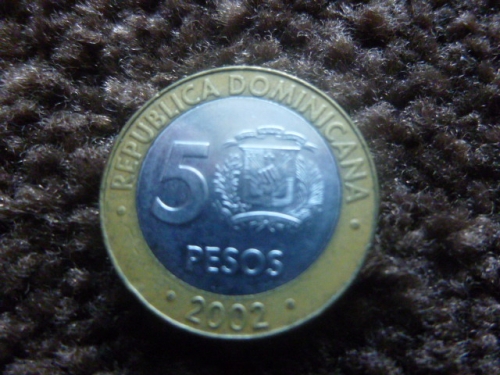 REPUBLICA DOMINICANA
5
PESOS
2002